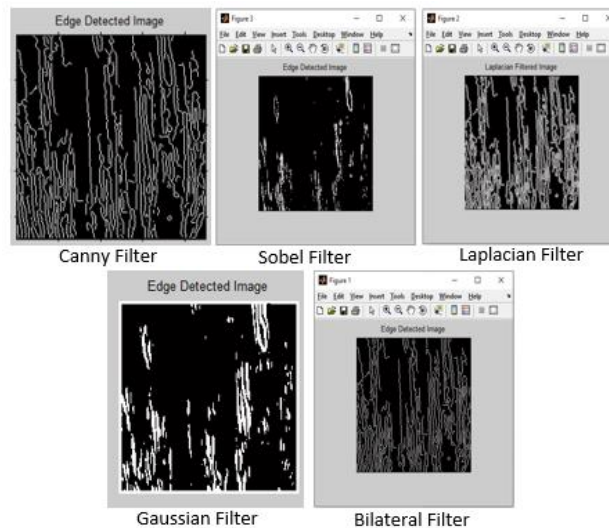 Edge Detected Image
Canny Filter
Figure 3
File Edit View Insert Tools Desktop Window Help
Edge Detected Image
Sobel Filter
Figure 2
File Edit View Insert Tools Desktop Window Help
Laplacian Filtered Image
Laplacian Filter
Edge Detected Image
Gaussian Filter
Figure 1
File Edit View Insert Tools Desktop Window Help
Edge Detected Image
Bilateral Filter